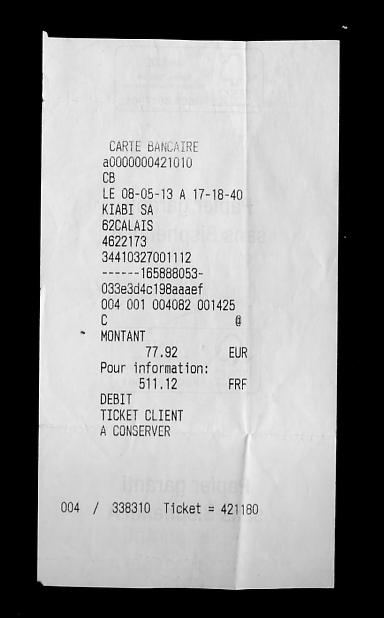 CARTE BANCAIRE
a0000000421010
CB
LE 08-05-13 A 17-18-40
KIABI SA
62CALAIS
4622173
34410327001112
------165888053-
033e3d4c198aaaef
004 001 004082 001425
C @
MONTANT
77.92 EUR
Pour information:
511.12 FRF
DEBIT
TICKET CLIENT
A CONSERVER
004 / 338310 Ticket = 421180